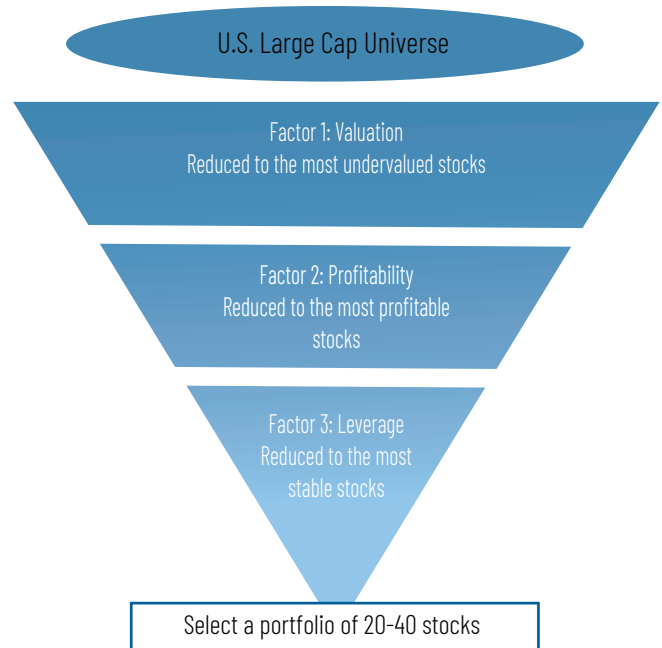 U.S. Large Cap Universe
Factor 1: Valuation
Reduced to the most undervalued stocks
Factor 2: Profitability
Reduced to the most profitable
stocks
Factor 3: Leverage
Reduced to the most
stable stocks
Select a portfolio of 20-40 stocks